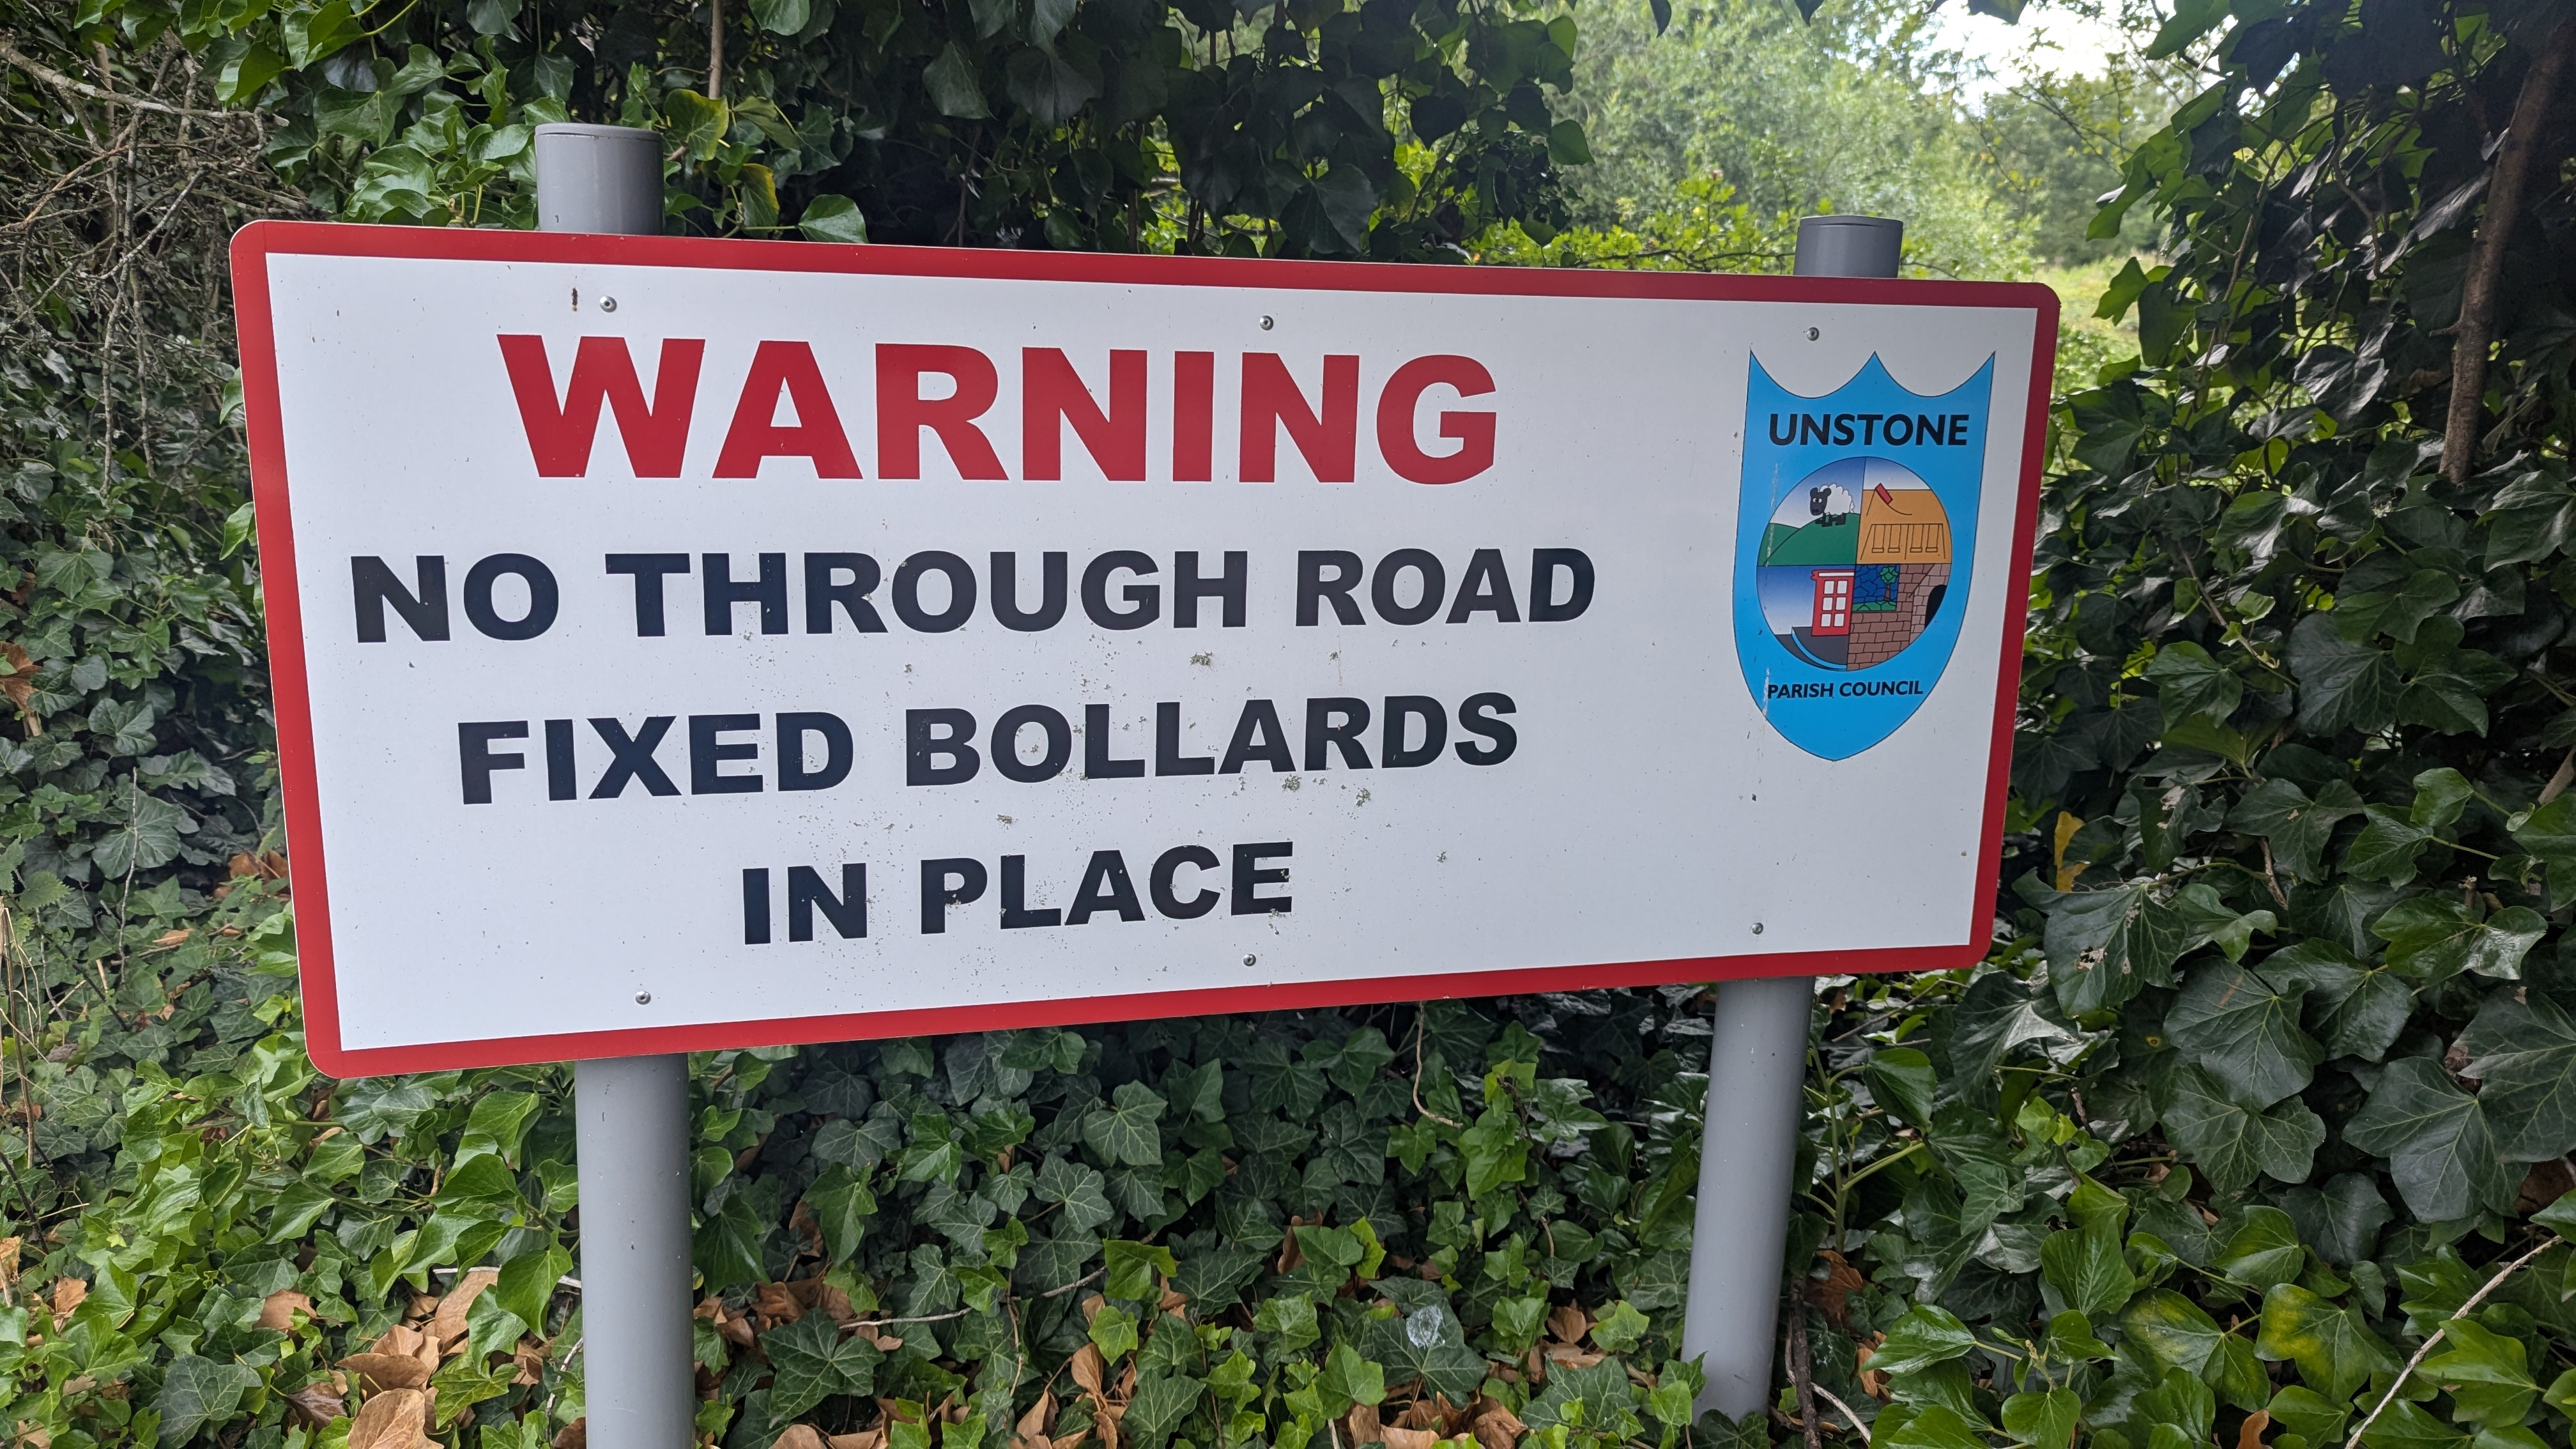 WARNING
NO THROUGH ROAD
FIXED BOLLARDS
IN PLACE
UNSTONE
PARISH COUNCIL